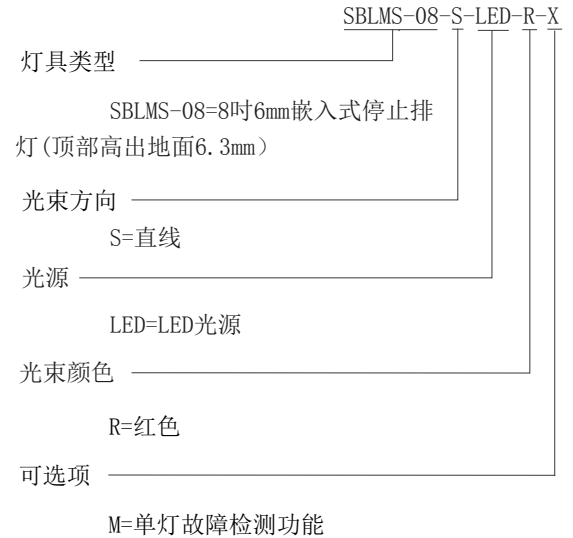 SBLMS-08-S-LED-R-X
灯具类型
SBLMS-08=8吋6mm嵌入式停止排
灯(顶部高出地面6.3mm）
光束方向
S=直线
光源
LED=LED光源
光束颜色
R=红色
可选项
M=单灯故障检测功能